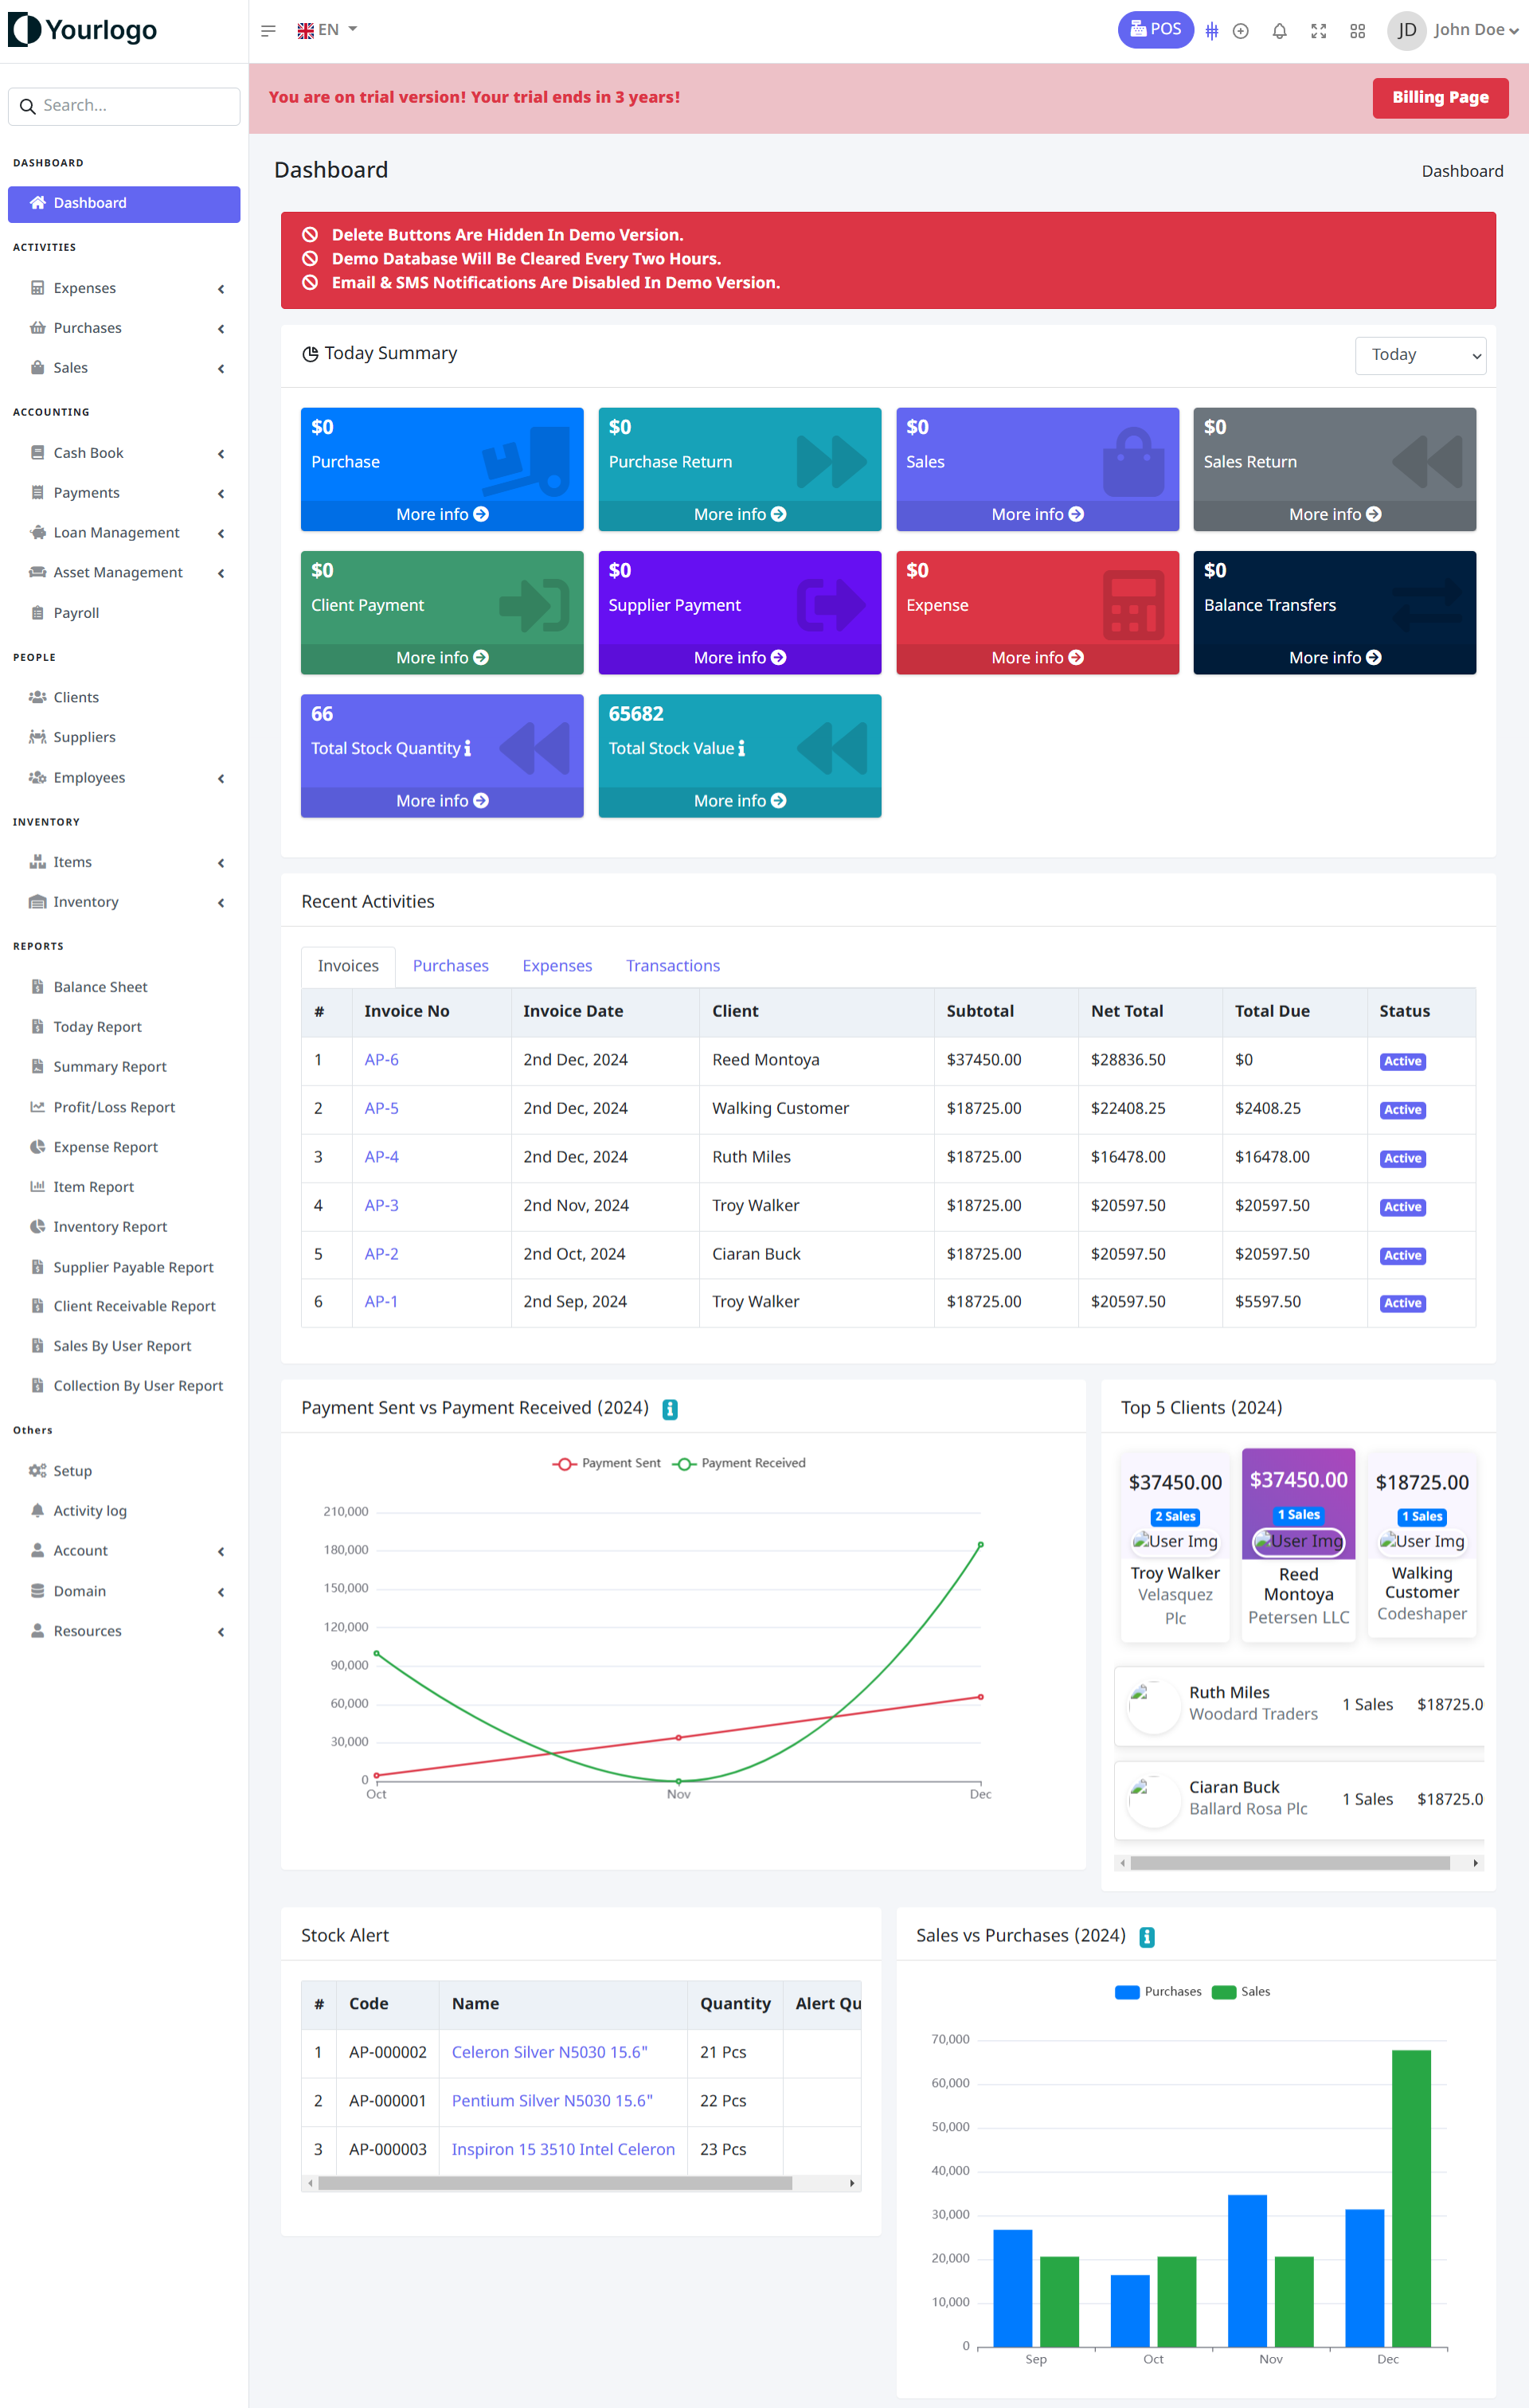 Yourlogo
EN
POS
JD
John Doe
Search...
You are on trial version! Your trial ends in 3 years!
Billing Page
DASHBOARD
Dashboard
ACTIVITIES
Expenses
Purchases
Sales
ACCOUNTING
Cash Book
Payments
Loan Management
Asset Management
Payroll
PEOPLE
Clients
Suppliers
Employees
INVENTORY
Items
Inventory
REPORTS
Balance Sheet
Today Report
Summary Report
Profit/Loss Report
Expense Report
Item Report
Inventory Report
Supplier Payable Report
Client Receivable Report
Sales By User Report
Collection By User Report
Others
Setup
Activity log
Account
Domain
Resources
Dashboard
Dashboard
Delete Buttons Are Hidden In Demo Version.
Demo Database Will Be Cleared Every Two Hours.
Email & SMS Notifications Are Disabled In Demo Version.
Today Summary
Today
$0
Purchase
More info
$0
Purchase Return
More info
$0
Sales
More info
$0
Sales Return
More info
$0
Client Payment
More info
$0
Supplier Payment
More info
$0
Expense
More info
$0
Balance Transfers
More info
66
Total Stock Quantity
More info
65682
Total Stock Value
More info
Recent Activities
Invoices Purchases Expenses Transactions
# Invoice No Invoice Date Client Subtotal Net Total Total Due Status
1 AP-6 2nd Dec, 2024 Reed Montoya $37450.00 $28836.50 $0 Active
2 AP-5 2nd Dec, 2024 Walking Customer $18725.00 $22408.25 $2408.25 Active
3 AP-4 2nd Dec, 2024 Ruth Miles $18725.00 $16478.00 $16478.00 Active
4 AP-3 2nd Nov, 2024 Troy Walker $18725.00 $20597.50 $20597.50 Active
5 AP-2 2nd Oct, 2024 Ciaran Buck $18725.00 $20597.50 $20597.50 Active
6 AP-1 2nd Sep, 2024 Troy Walker $18725.00 $20597.50 $5597.50 Active
Payment Sent vs Payment Received (2024)
Payment Sent Payment Received
210,000
180,000
150,000
120,000
90,000
60,000
30,000
0
Oct Nov Dec
Top 5 Clients (2024)
$37450.00
2 Sales
User Img
Troy Walker
Velasquez
Plc
$37450.00
1 Sales
User Img
Reed
Montoya
Petersen LLC
$18725.00
1 Sales
User Img
Walking
Customer
Codeshaper
Ruth Miles
Woodard Traders
1 Sales
$18725.0
Ciaran Buck
Ballard Rosa Plc
1 Sales
$18725.0
Stock Alert
# Code Name Quantity Alert Qu
1 AP-000002 Celeron Silver N5030 15.6" 21 Pcs
2 AP-000001 Pentium Silver N5030 15.6" 22 Pcs
3 AP-000003 Inspiron 15 3510 Intel Celeron 23 Pcs
Sales vs Purchases (2024)
Purchases Sales
70,000
60,000
50,000
40,000
30,000
20,000
10,000
0
Sep Oct Nov Dec